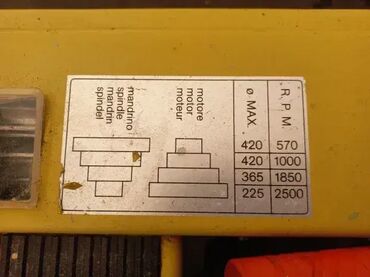 mandrino
spindle
mandrin
spindel
motore
motor
moteur
ø MAX.
R. P. M.
420 570
420 1000
365 1850
225 2500